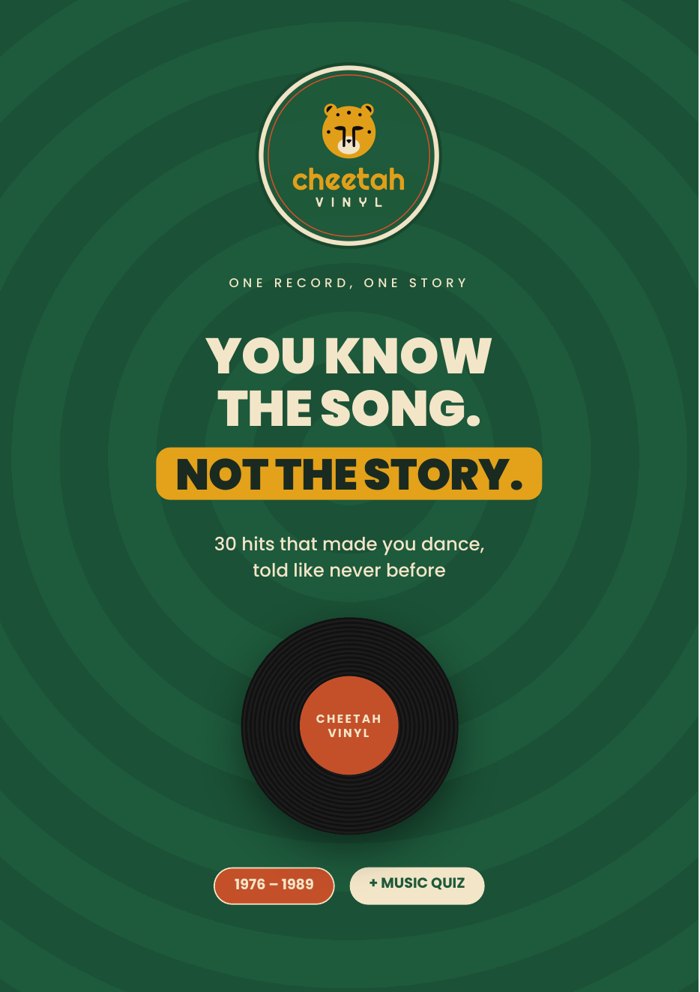 cheetah
VINYL
ONE RECORD, ONE STORY
YOU KNOW
THE SONG.
NOT THE STORY.
30 hits that made you dance,
told like never before
CHEETAH
VINYL
1976 – 1989
+ MUSIC QUIZ